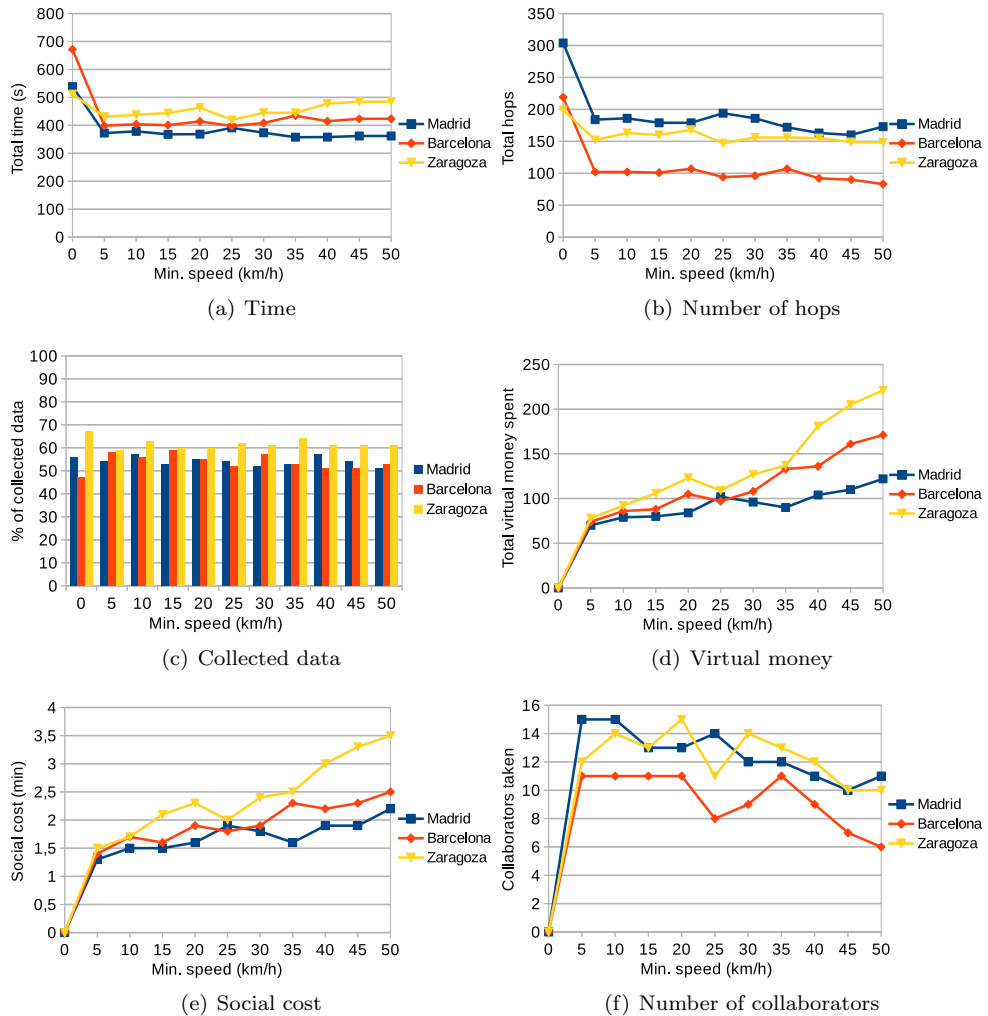 800
700
600
500
400
300
200
100
0
Total time (s)
0 5 10 15 20 25 30 35 40 45 50
Min. speed (km/h)
Madrid
Barcelona
Zaragoza
(a) Time
350
300
250
200
150
100
50
0
Total hops
0 5 10 15 20 25 30 35 40 45 50
Min. speed (km/h)
Madrid
Barcelona
Zaragoza
(b) Number of hops
100
90
80
70
60
50
40
30
20
10
0
% of collected data
0 5 10 15 20 25 30 35 40 45 50
Min. speed (km/h)
Madrid
Barcelona
Zaragoza
(c) Collected data
250
200
150
100
50
0
Total virtual money spent
0 5 10 15 20 25 30 35 40 45 50
Min. speed (km/h)
Madrid
Barcelona
Zaragoza
(d) Virtual money
4
3,5
3
2,5
2
1,5
1
0,5
0
Social cost (min)
0 5 10 15 20 25 30 35 40 45 50
Min. speed (km/h)
Madrid
Barcelona
Zaragoza
(e) Social cost
16
14
12
10
8
6
4
2
0
Collaborators taken
0 5 10 15 20 25 30 35 40 45 50
Min. speed (km/h)
Madrid
Barcelona
Zaragoza
(f) Number of collaborators